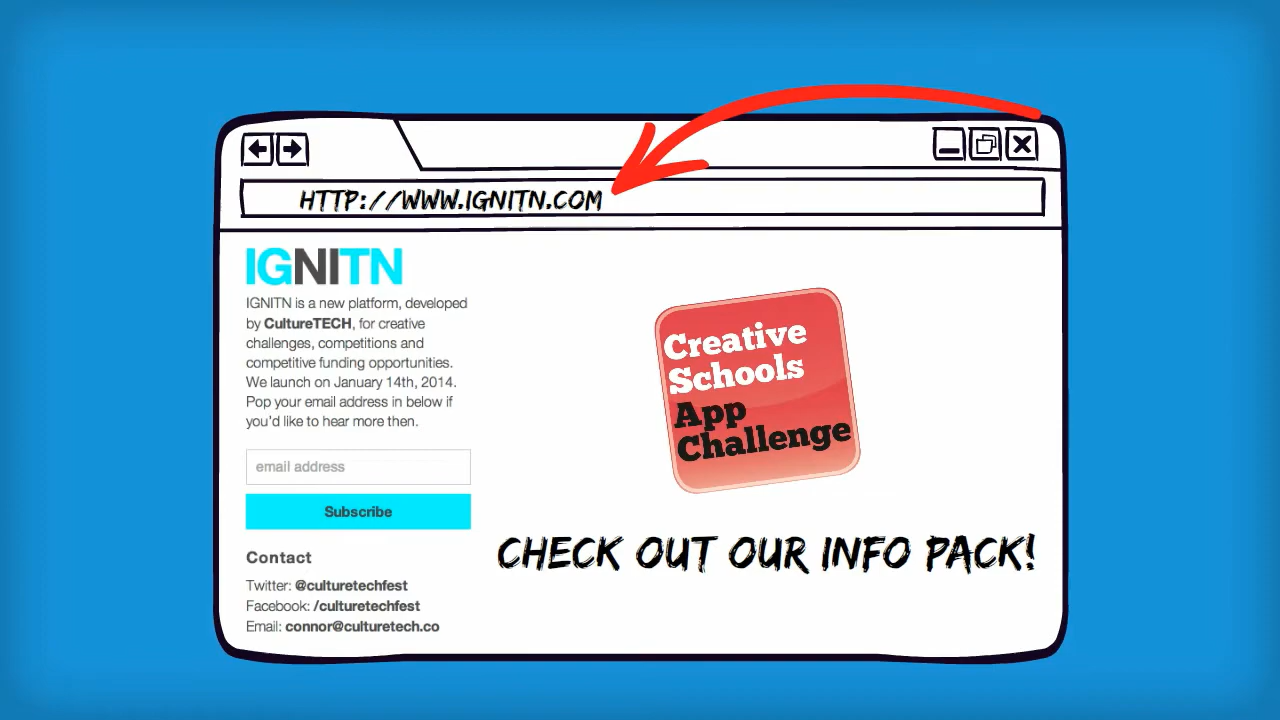 HTTP://WWW.IGNITN.COM
IGNITN
IGNITN is a new platform, developed
by CultureTECH, for creative
challenges, competitions and
competitive funding opportunities.
We launch on January 14th, 2014.
Pop your email address in below if
you'd like to hear more then.
email address
Subscribe
Contact
Twitter: @culturetechfest
Facebook: /culturetechfest
Email: connor@culturetech.co
Creative
Schools
App
Challenge
CHECK OUT OUR INFO PACK!